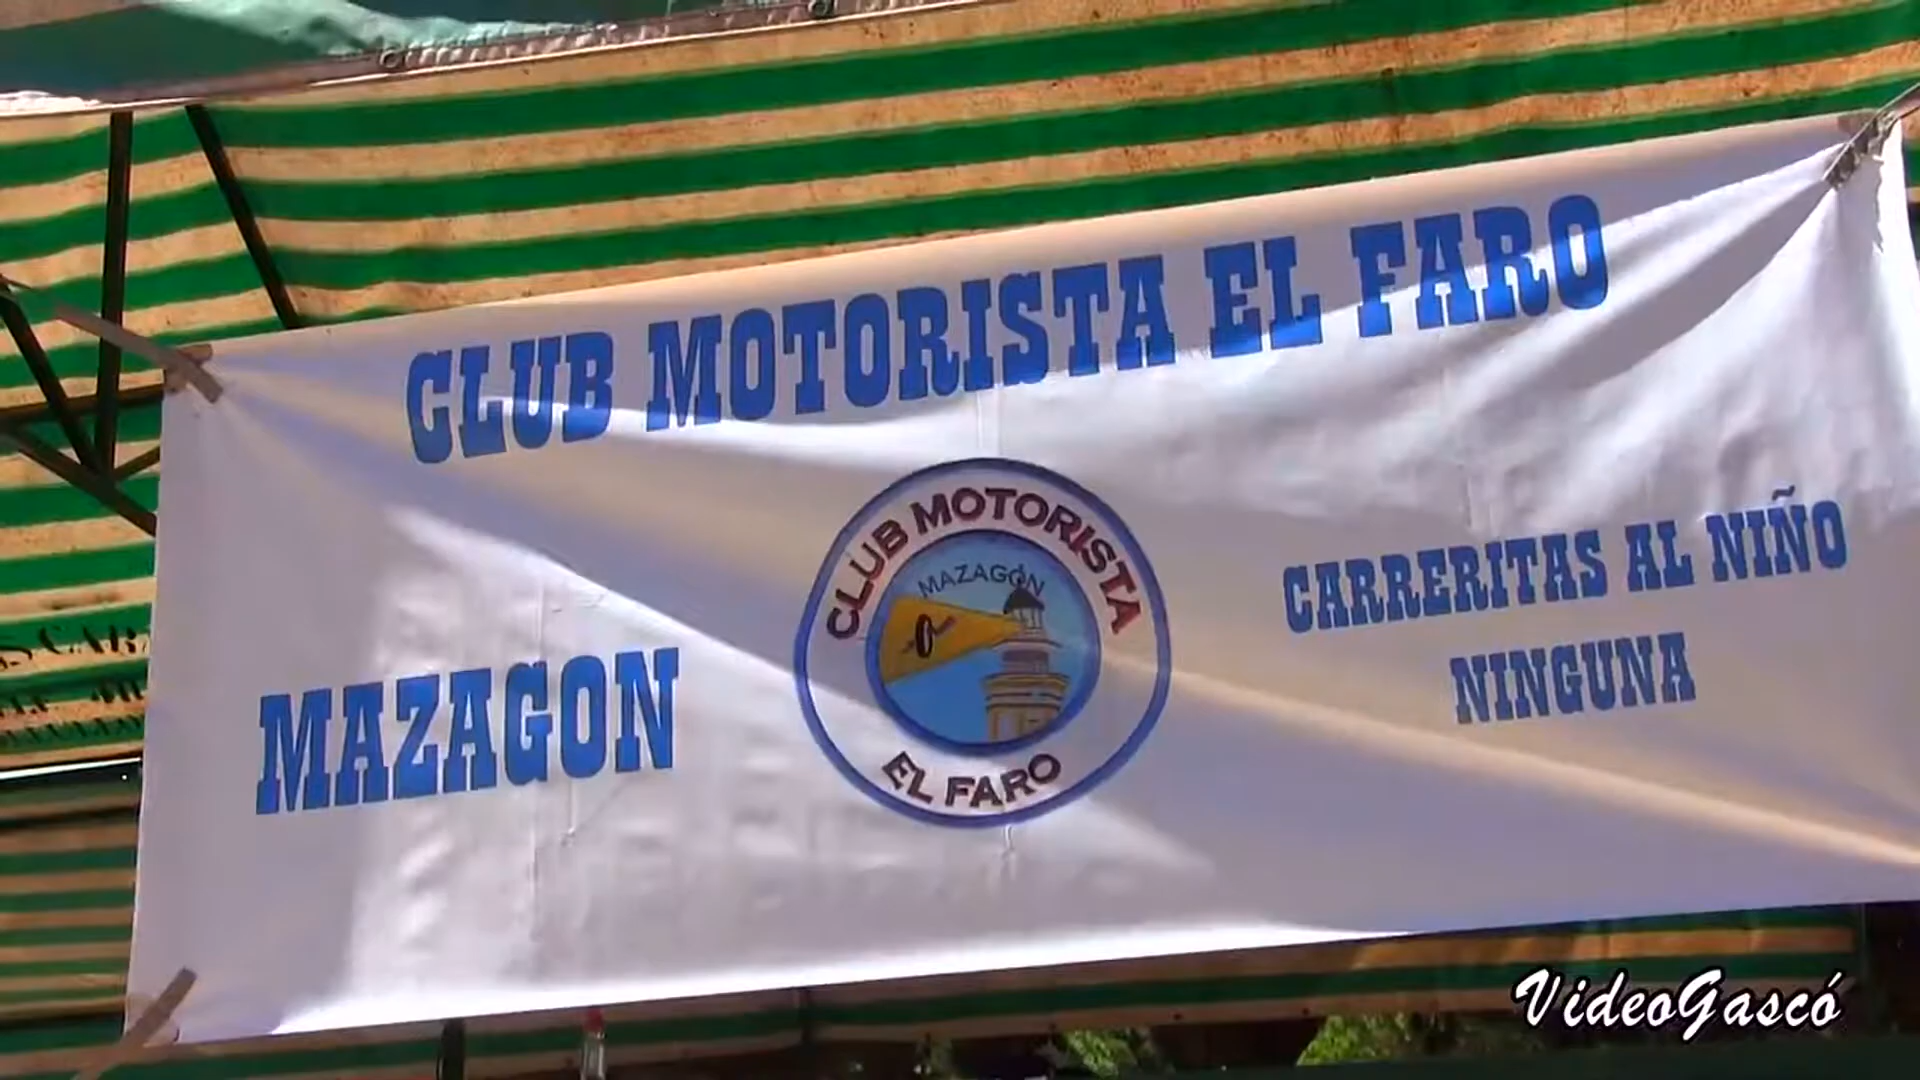 CLUB MOTORISTA EL FARO
CLUB MOTORISTA
MAZAGÓN
EL FARO
MAZAGON
CARRERITAS AL NIÑO
NINGUNA
VideoGascó